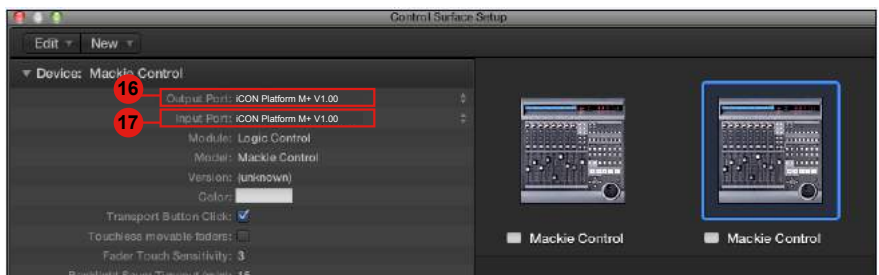 Control Surface Setup
Edit New
Device: Mackie Control
16 Output Port: iCON Platform M+ V1.00
17 Input Port: iCON Platform M+ V1.00
Module: Logic Control
Model: Mackie Control
Version: (unknown)
Color:
Transport Button Click:
Touchless movable faders:
Fader Touch Sensitivity: 3
Mackie Control Mackie Control